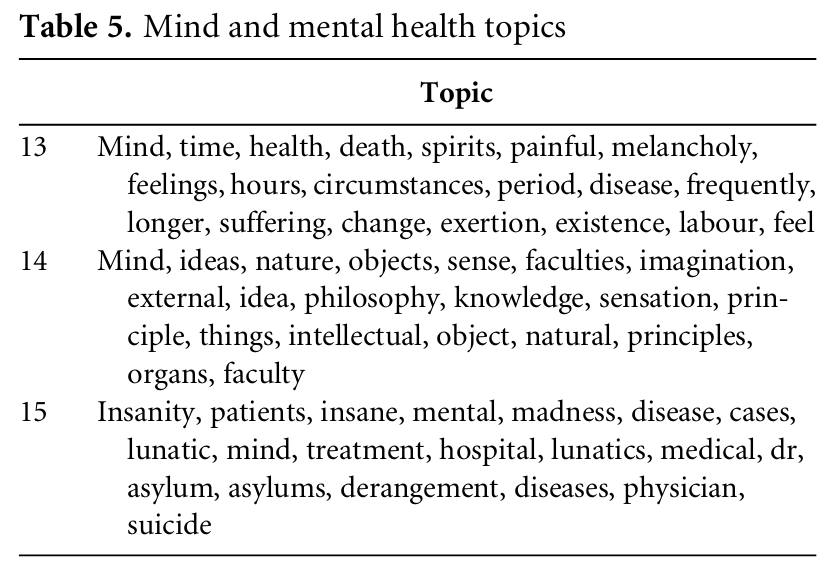 Table 5. Mind and mental health topics
Topic
13 Mind, time, health, death, spirits, painful, melancholy,
feelings, hours, circumstances, period, disease, frequently,
longer, suffering, change, exertion, existence, labour, feel
14 Mind, ideas, nature, objects, sense, faculties, imagination,
external, idea, philosophy, knowledge, sensation, prin-
ciple, things, intellectual, object, natural, principles,
organs, faculty
15 Insanity, patients, insane, mental, madness, disease, cases,
lunatic, mind, treatment, hospital, lunatics, medical, dr,
asylum, asylums, derangement, diseases, physician,
suicide